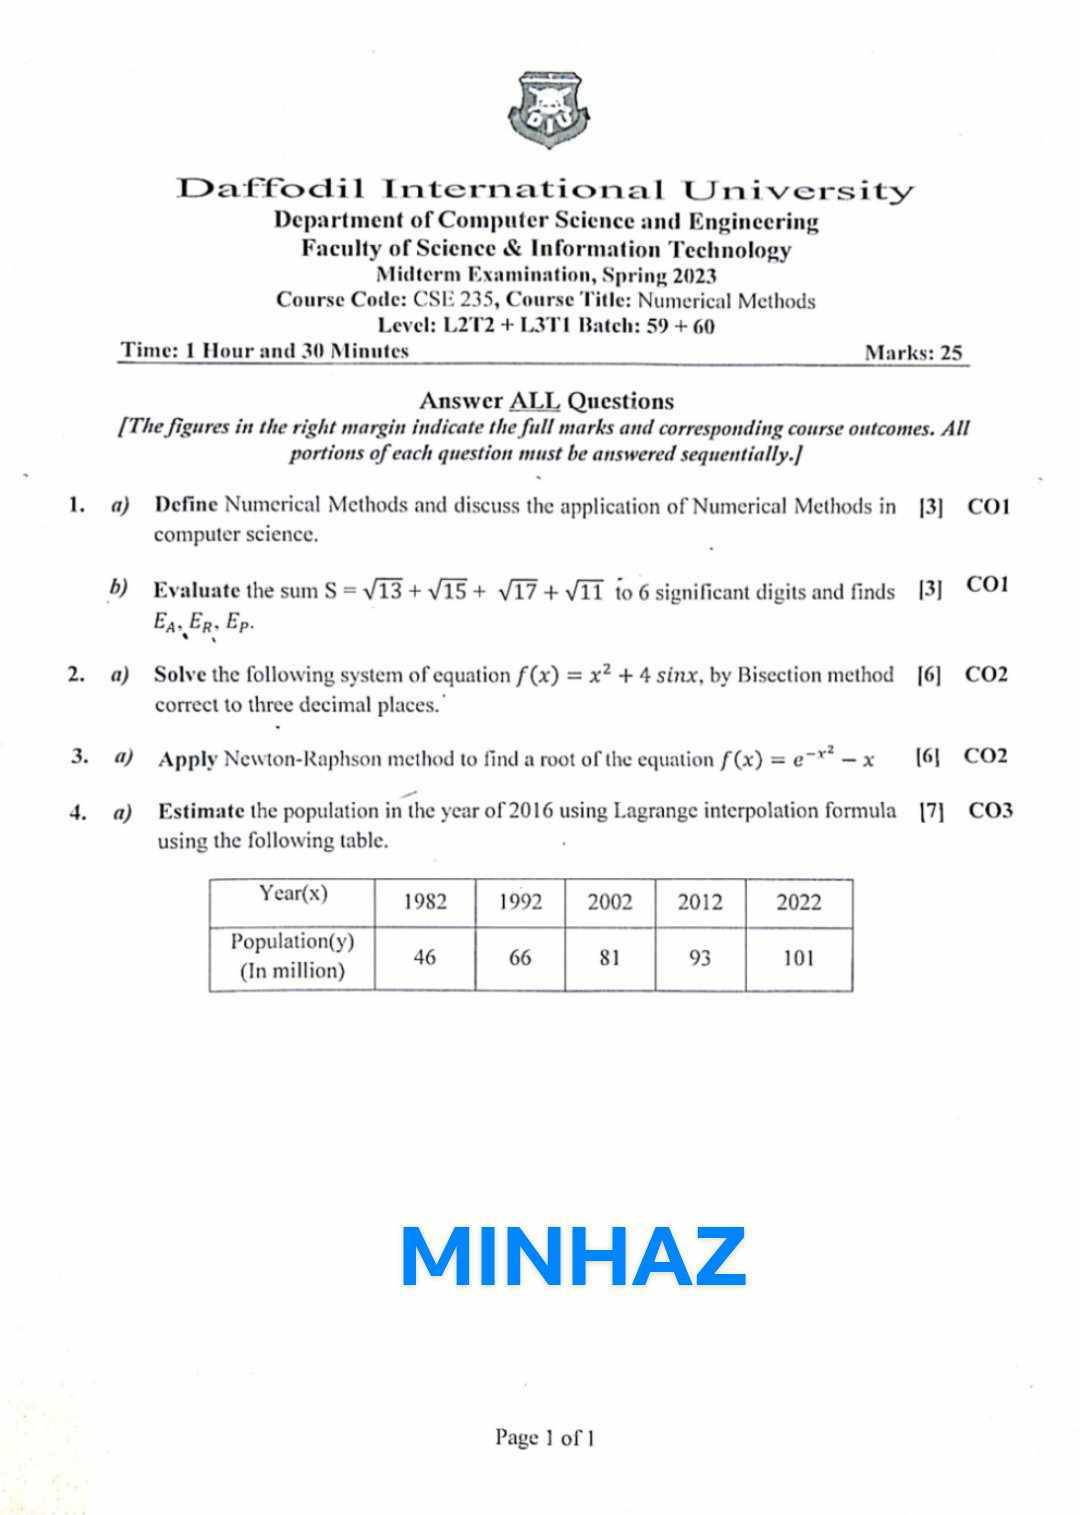 DIU
Daffodil International University
Department of Computer Science and Engineering
Faculty of Science & Information Technology
Midterm Examination, Spring 2023
Course Code: CSE 235, Course Title: Numerical Methods
Level: L2T2 + L3T1 Batch: 59 + 60
Time: 1 Hour and 30 Minutes Marks: 25
Answer ALL Questions
[The figures in the right margin indicate the full marks and corresponding course outcomes. All
portions of each question must be answered sequentially.]
1. a) Define Numerical Methods and discuss the application of Numerical Methods in [3] CO1
computer science.
b) Evaluate the sum S = √13 + √15 + √17 + √11 to 6 significant digits and finds [3] CO1
E_A, E_R, E_P.
2. a) Solve the following system of equation f(x) = x² + 4 sinx, by Bisection method [6] CO2
correct to three decimal places.
3. a) Apply Newton-Raphson method to find a root of the equation f(x) = e^{-x²} − x [6] CO2
4. a) Estimate the population in the year of 2016 using Lagrange interpolation formula [7] CO3
using the following table.
Year(x) 1982 1992 2002 2012 2022
Population(y) (In million) 46 66 81 93 101
MINHAZ
Page 1 of 1